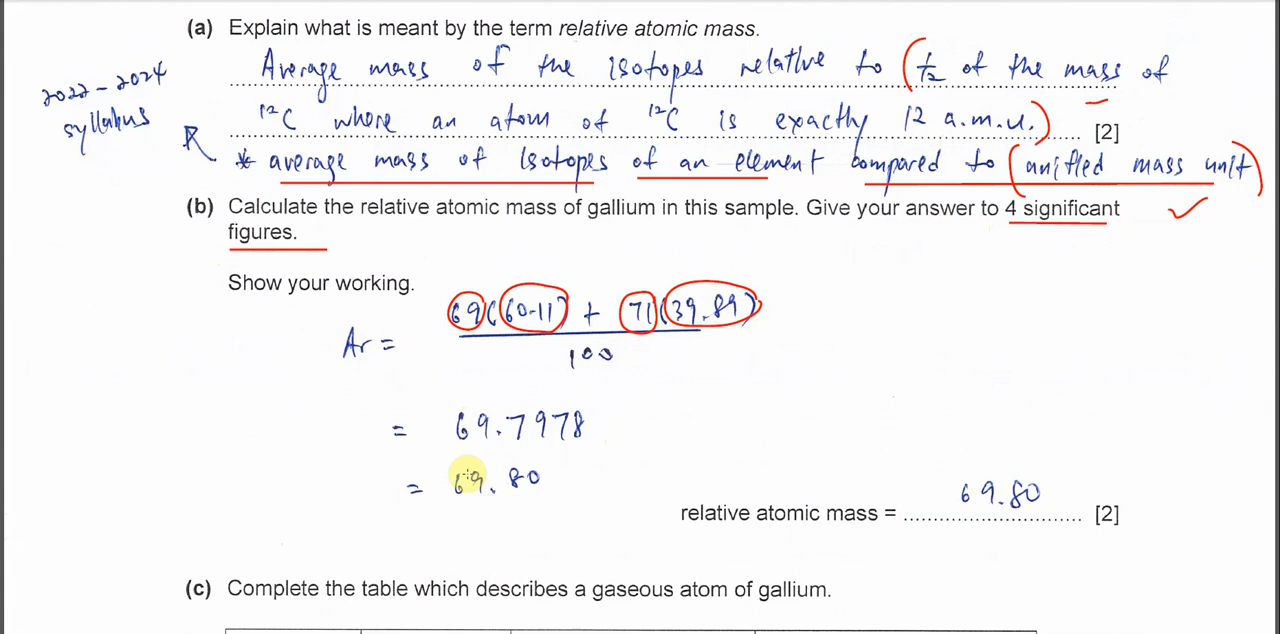 (a) Explain what is meant by the term relative atomic mass.
Average mass of the isotopes relative to (1/12 of the mass of
2022 - 2024
syllabus
12C where an atom of 12C is exactly 12 a.m.u.) [2]
* average mass of isotopes of an element compared to (unified mass unit)
(b) Calculate the relative atomic mass of gallium in this sample. Give your answer to 4 significant
figures.
Show your working.
69(60.11) + 71(39.89)
Ar =
100
= 69.7978
= 69.80
69.80
relative atomic mass = [2]
(c) Complete the table which describes a gaseous atom of gallium.